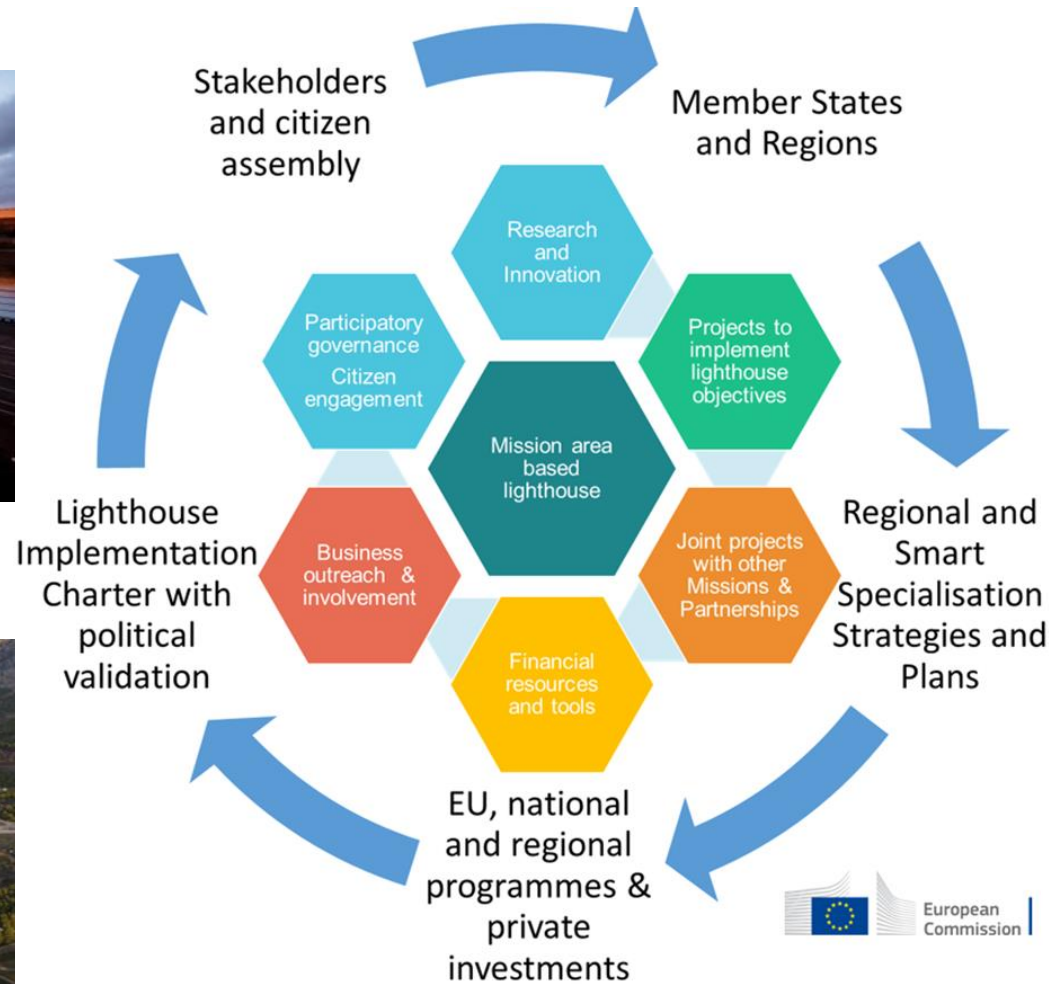 Stakeholders
and citizen
assembly
Member States
and Regions
Research
and
Innovation
Participatory
governance
Citizen
engagement
Projects to
implement
lighthouse
objectives
Mission area
based
lighthouse
Lighthouse
Implementation
Charter with
political
validation
Business
outreach &
involvement
Joint projects
with other
Missions &
Partnerships
Regional and
Smart
Specialisation
Strategies and
Plans
Financial
resources
and tools
EU, national
and regional
programmes &
private
investments
European
Commission